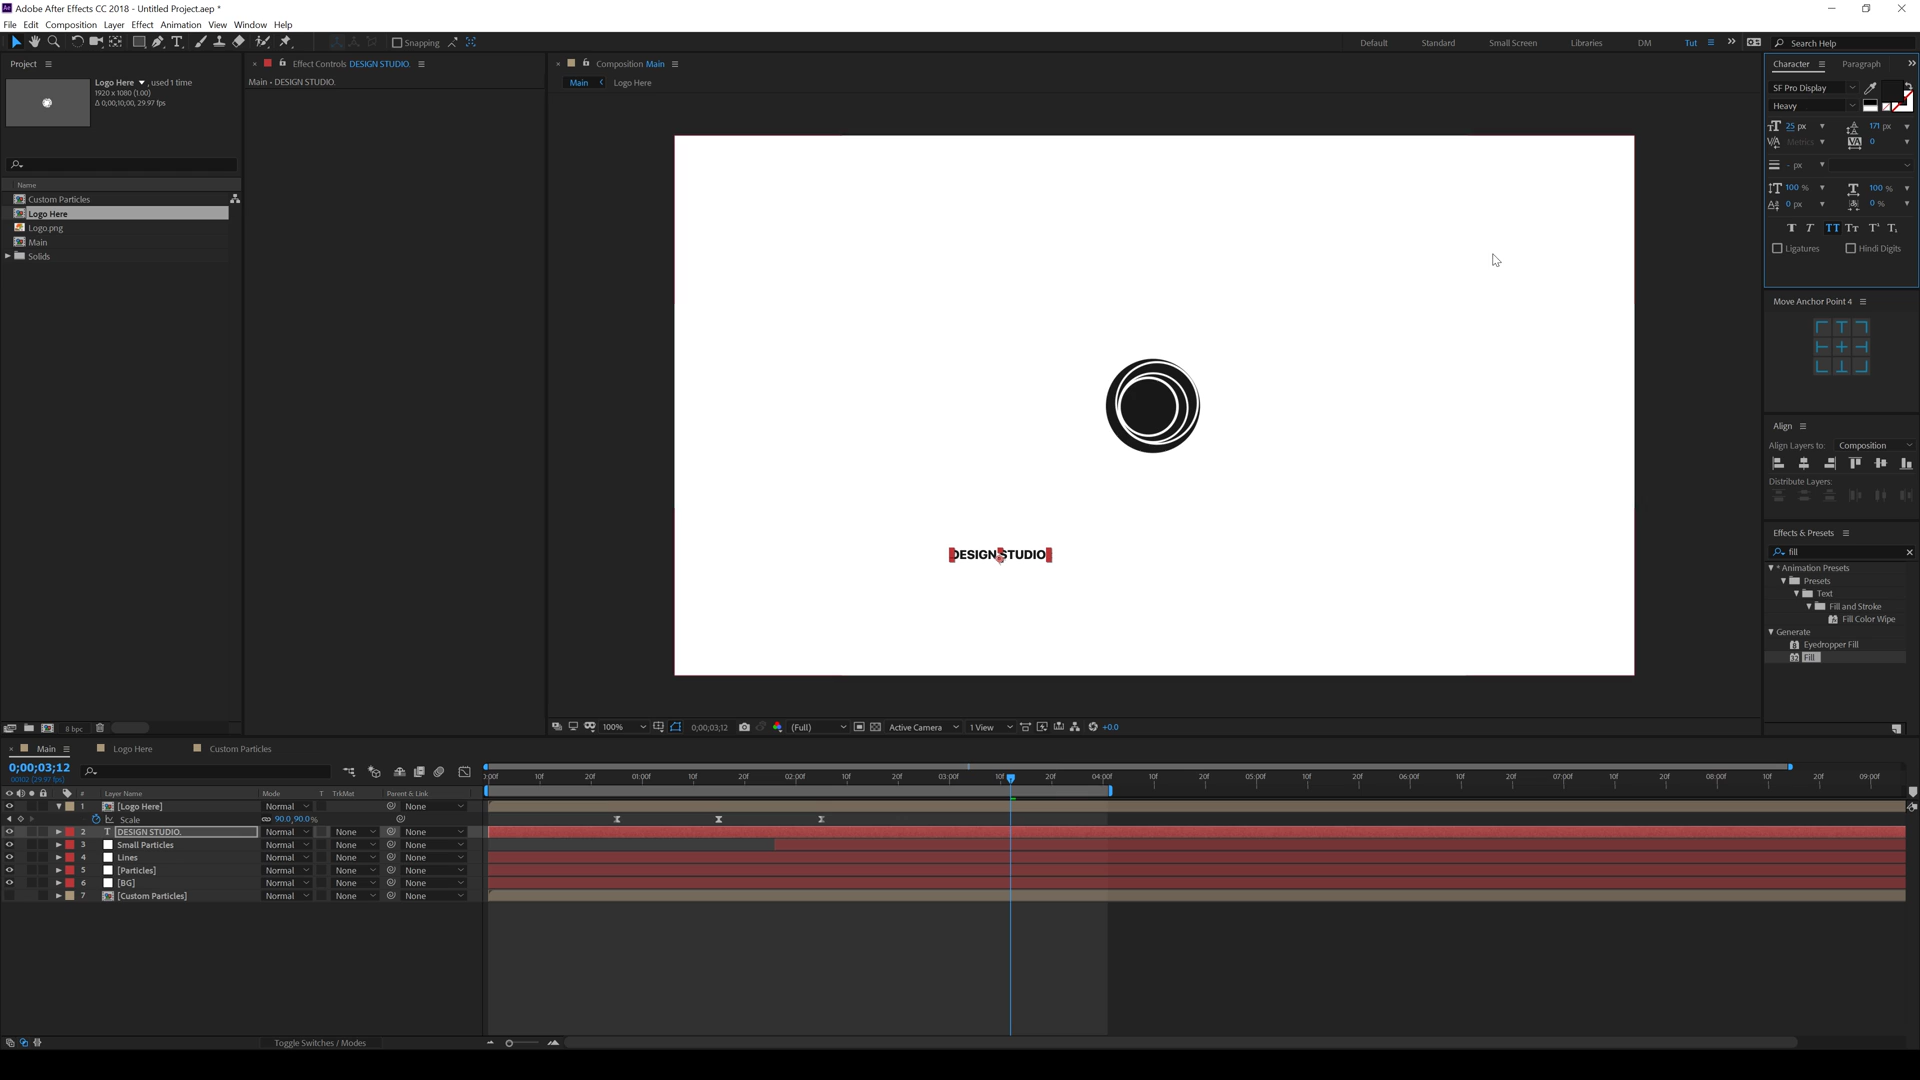 Adobe After Effects CC 2018 - Untitled Project.aep *
File Edit Composition Layer Effect Animation View Window Help
Snapping
Default Standard Small Screen Libraries DM Tut Search Help
Project
Logo Here , used 1 time
1920 x 1080 (1.00)
Δ 0;00;10;00, 29.97 fps
Name
Custom Particles
Logo Here
Logo.png
Main
Solids
8 bpc
Effect Controls DESIGN STUDIO.
Main • DESIGN STUDIO.
Composition Main
Main Logo Here
DESIGN STUDIO
100% 0;00;03;12 (Full) Active Camera 1 View +0.0
Character Paragraph
SF Pro Display
Heavy
25 px 171 px
Metrics 0
- px
100 % 100 %
0 px 0 %
Ligatures Hindi Digits
Move Anchor Point 4
Align
Align Layers to: Composition
Distribute Layers:
Effects & Presets
fill
* Animation Presets
Presets
Text
Fill and Stroke
Fill Color Wipe
Generate
Eyedropper Fill
Fill
Main Logo Here Custom Particles
0;00;03;12
00102 (29.97 fps)
# Layer Name Mode T TrkMat Parent & Link
1 [Logo Here] Normal None
Scale 90.0,90.0%
2 DESIGN STUDIO. Normal None None
3 Small Particles Normal None None
4 Lines Normal None None
5 [Particles] Normal None None
6 [BG] Normal None None
7 [Custom Particles] Normal None None
0:00f 10f 20f 01:00f 10f 20f 02:00f 10f 20f 03:00f 10f 20f 04:00f 10f 20f 05:00f 10f 20f 06:00f 10f 20f 07:00f 10f 20f 08:00f 10f 20f 09:00f
Toggle Switches / Modes